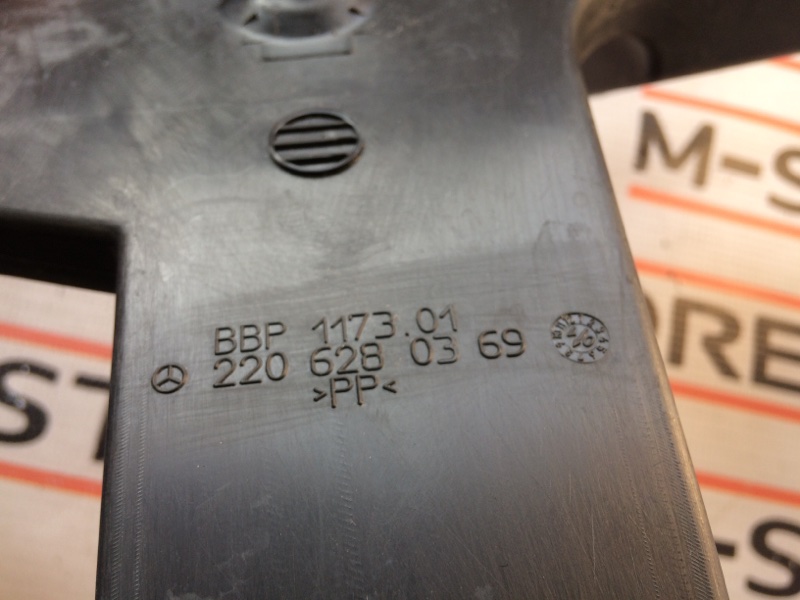 BBP 1173.01
220 628 03 69
>PP<
M-S
ORE
ST
-S